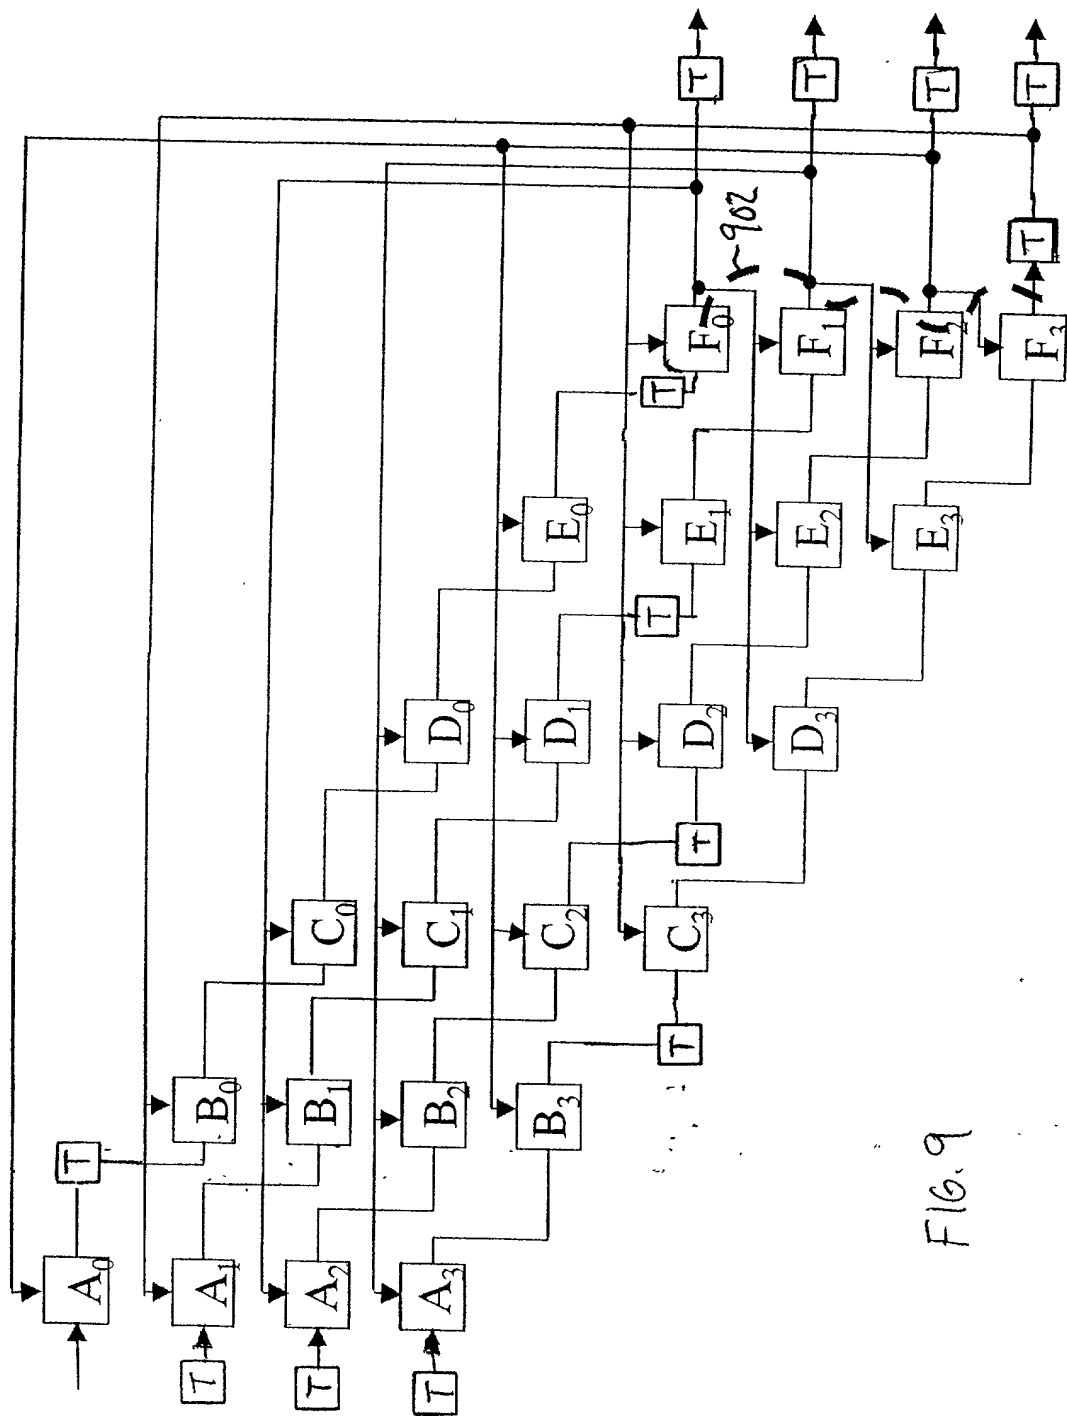 A0 T
T A1 B0
T A2 B1 C0
T A3 B2 C1 D0
B3 C2 D1 E0
T C3 T D2 T E1 T F0 T
902
D3 E2 F1 T
E3 F2 T
F3 T T
FIG. 9